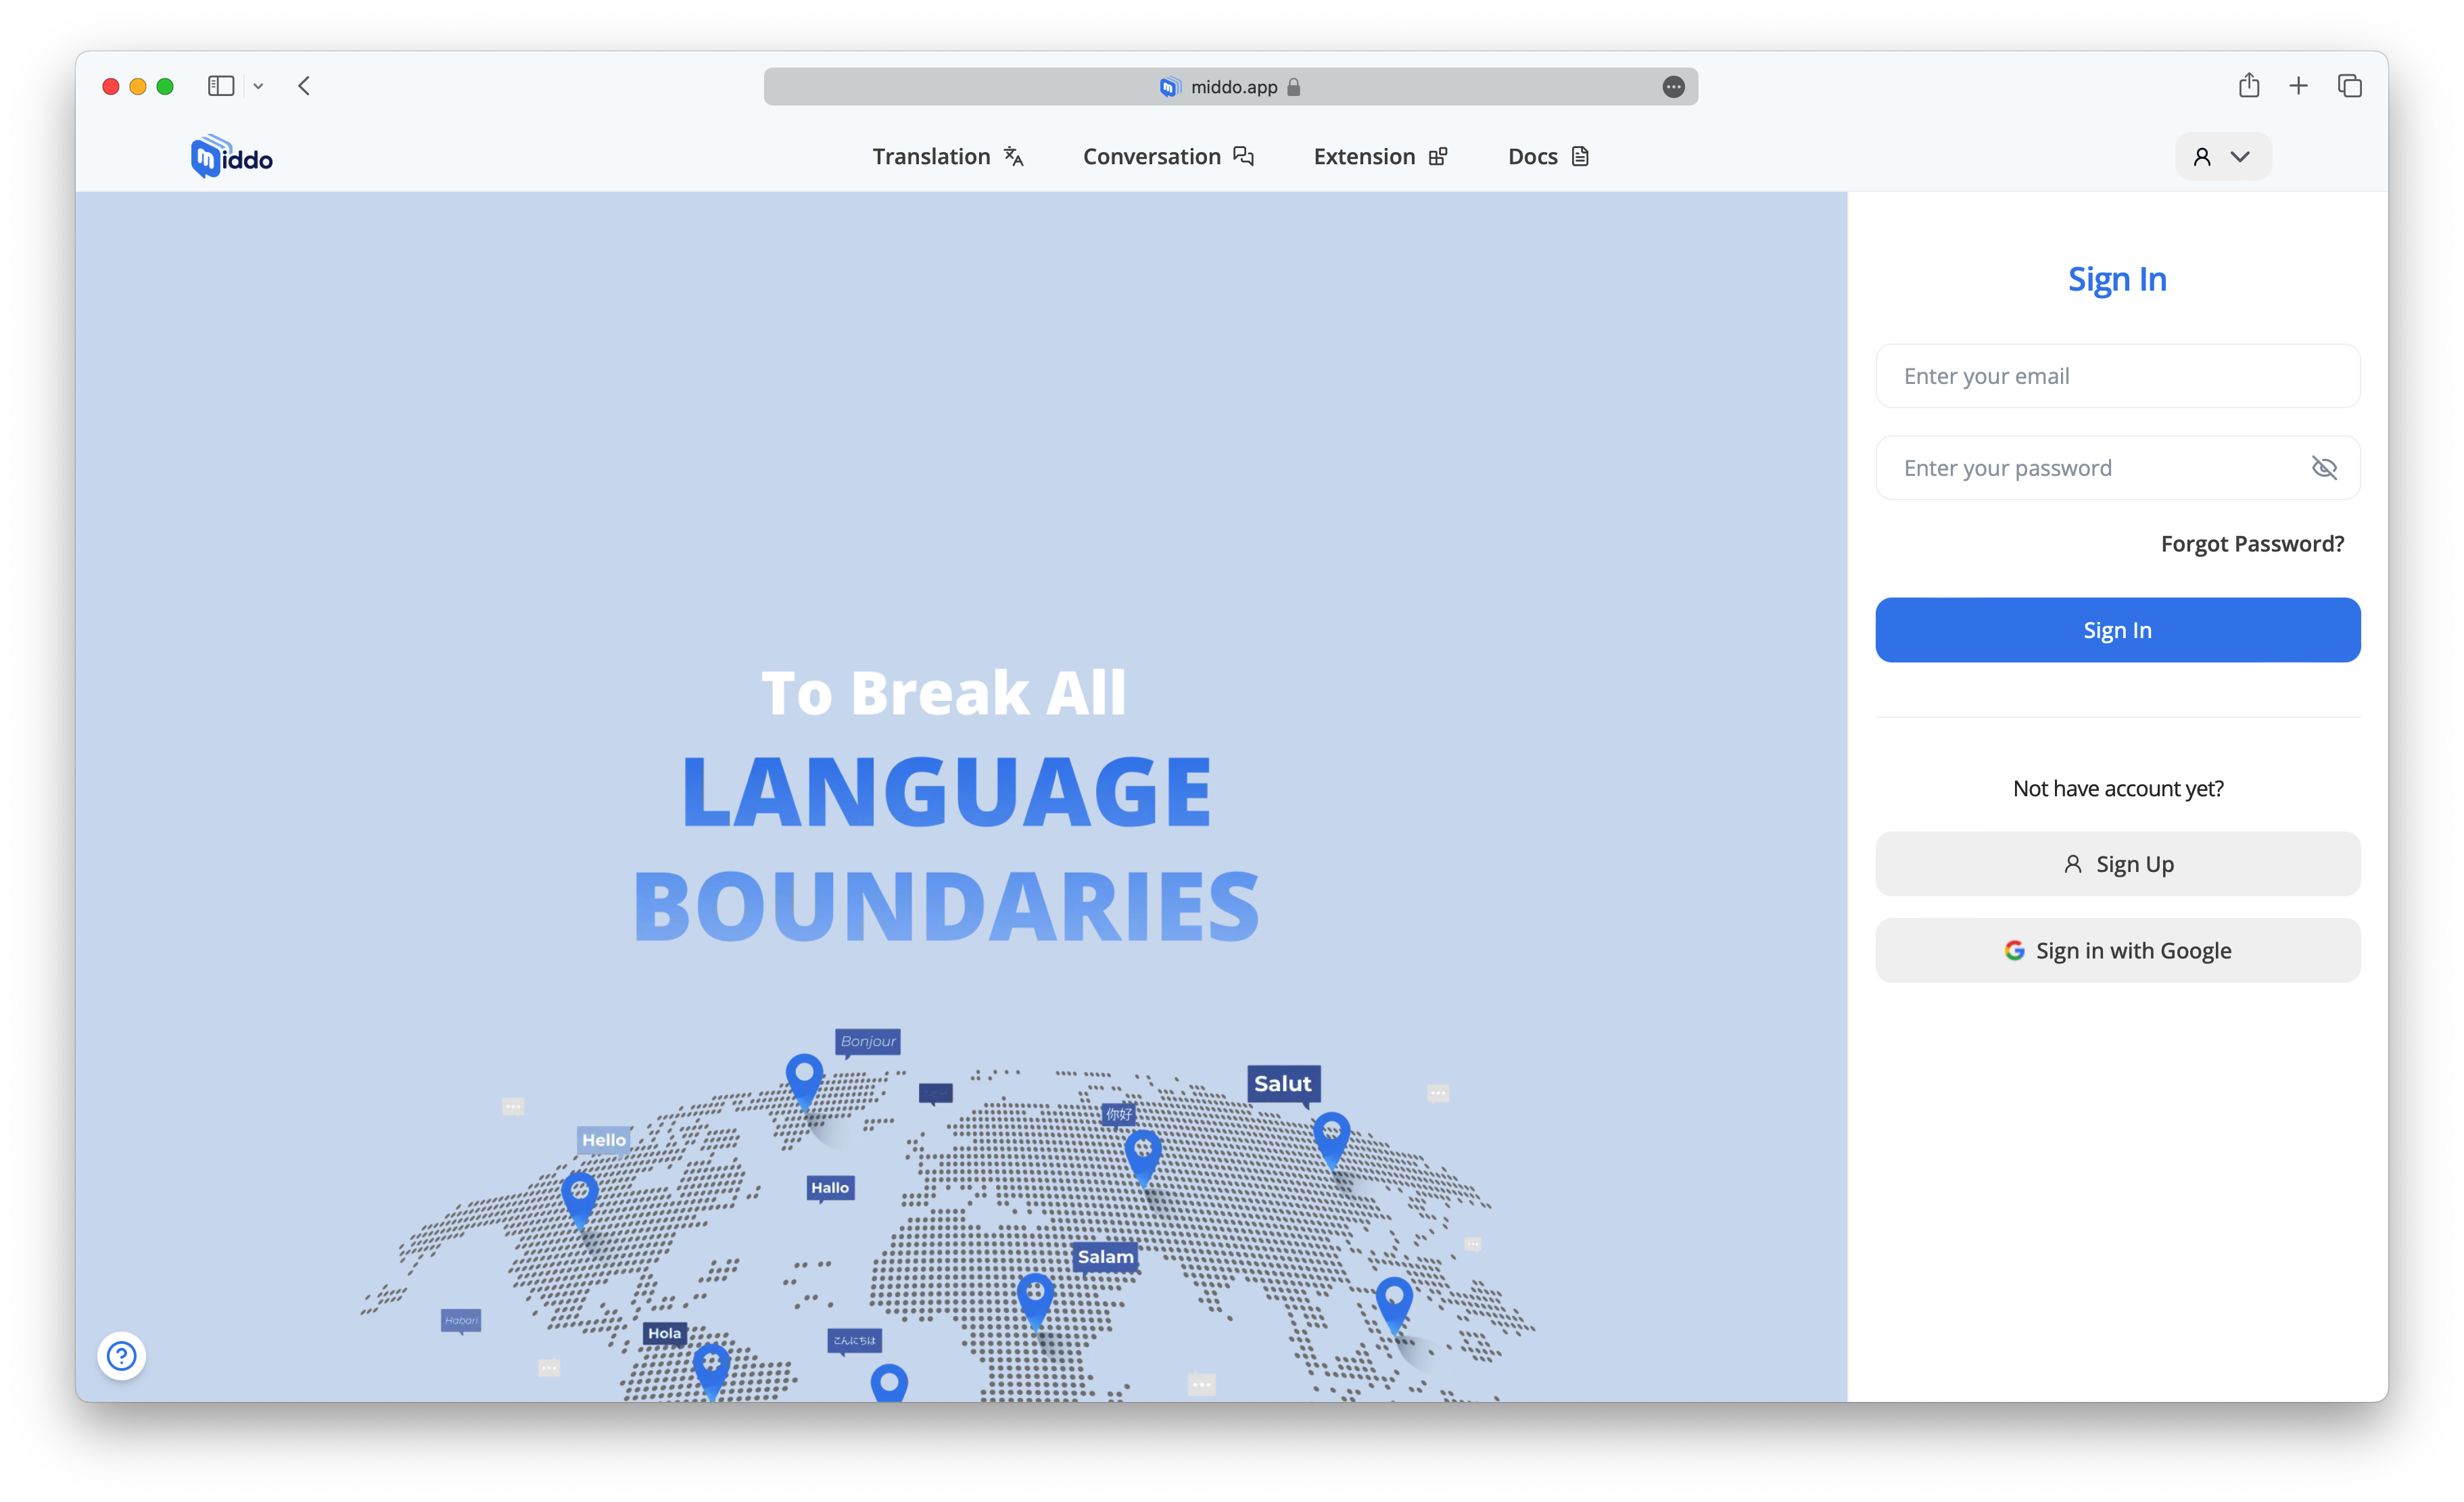 middo.app
middo
Translation
Conversation
Extension
Docs
To Break All
LANGUAGE
BOUNDARIES
Bonjour
Salut
你好
Hello
Hallo
Salam
Habari
Hola
こんにちは
Sign In
Enter your email
Enter your password
Forgot Password?
Sign In
Not have account yet?
Sign Up
Sign in with Google